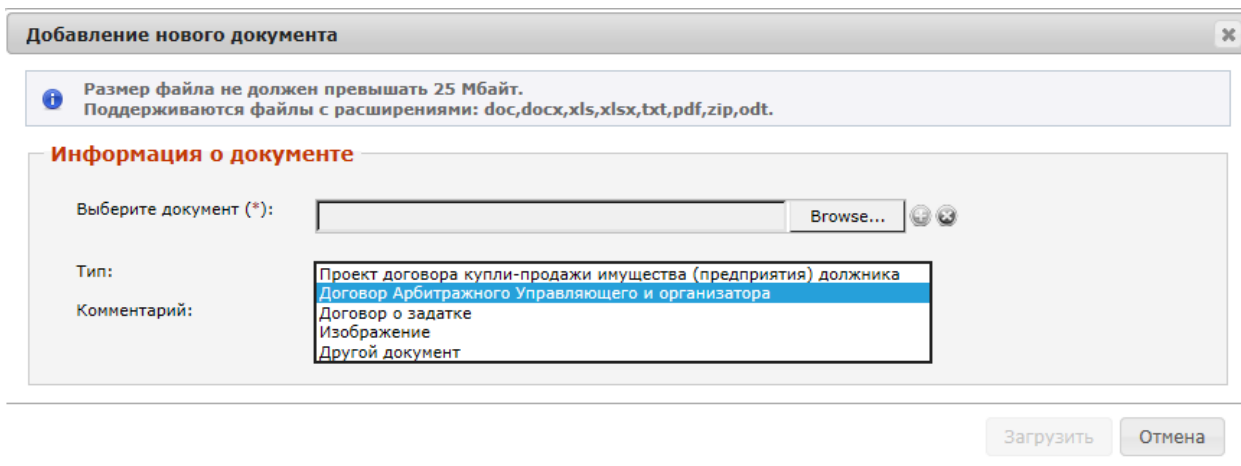 Добавление нового документа
Размер файла не должен превышать 25 Мбайт.
Поддерживаются файлы с расширениями: doc,docx,xls,xlsx,txt,pdf,zip,odt.
Информация о документе
Выберите документ (*):
Browse...
Тип:
Проект договора купли-продажи имущества (предприятия) должника
Договор Арбитражного Управляющего и организатора
Комментарий:
Договор о задатке
Изображение
Другой документ
Загрузить
Отмена